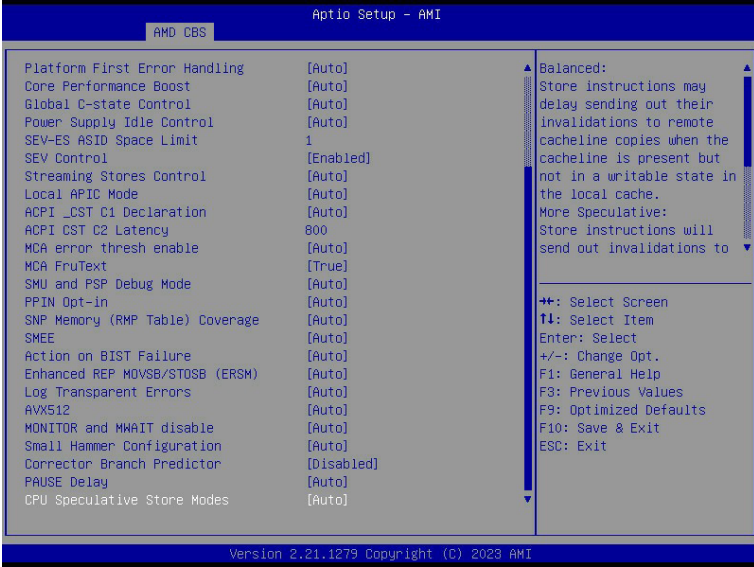 Aptio Setup - AMI
AMD CBS
Platform First Error Handling [Auto]
Core Performance Boost [Auto]
Global C-state Control [Auto]
Power Supply Idle Control [Auto]
SEV-ES ASID Space Limit 1
SEV Control [Enabled]
Streaming Stores Control [Auto]
Local APIC Mode [Auto]
ACPI _CST C1 Declaration [Auto]
ACPI CST C2 Latency 800
MCA error thresh enable [Auto]
MCA FruText [True]
SMU and PSP Debug Mode [Auto]
PPIN Opt-in [Auto]
SNP Memory (RMP Table) Coverage [Auto]
SMEE [Auto]
Action on BIST Failure [Auto]
Enhanced REP MOVSB/STOSB (ERSM) [Auto]
Log Transparent Errors [Auto]
AVX512 [Auto]
MONITOR and MWAIT disable [Auto]
Small Hammer Configuration [Auto]
Corrector Branch Predictor [Disabled]
PAUSE Delay [Auto]
CPU Speculative Store Modes [Auto]
Balanced:
Store instructions may
delay sending out their
invalidations to remote
cacheline copies when the
cacheline is present but
not in a writable state in
the local cache.
More Speculative:
Store instructions will
send out invalidations to
→←: Select Screen
↑↓: Select Item
Enter: Select
+/-: Change Opt.
F1: General Help
F3: Previous Values
F9: Optimized Defaults
F10: Save & Exit
ESC: Exit
Version 2.21.1279 Copyright (C) 2023 AMI